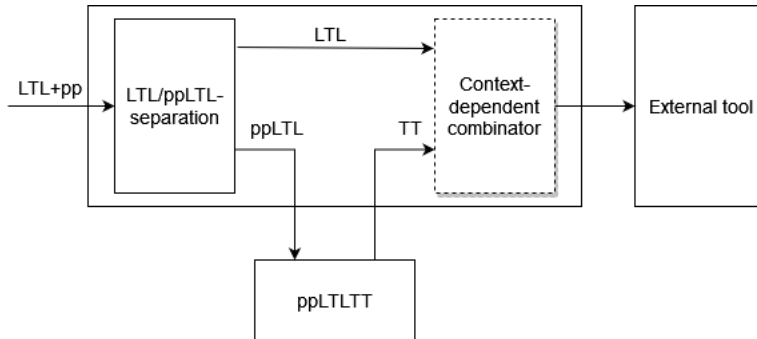 LTL+pp
LTL/ppLTL-
separation
LTL
ppLTL
TT
Context-
dependent
combinator
External tool
ppLTLTT